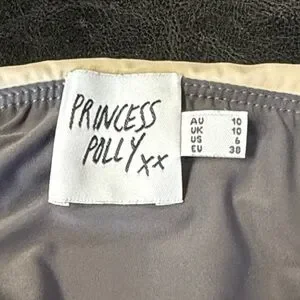 PRINCESS
POLLY xx
AU 10
UK 10
US 6
EU 38